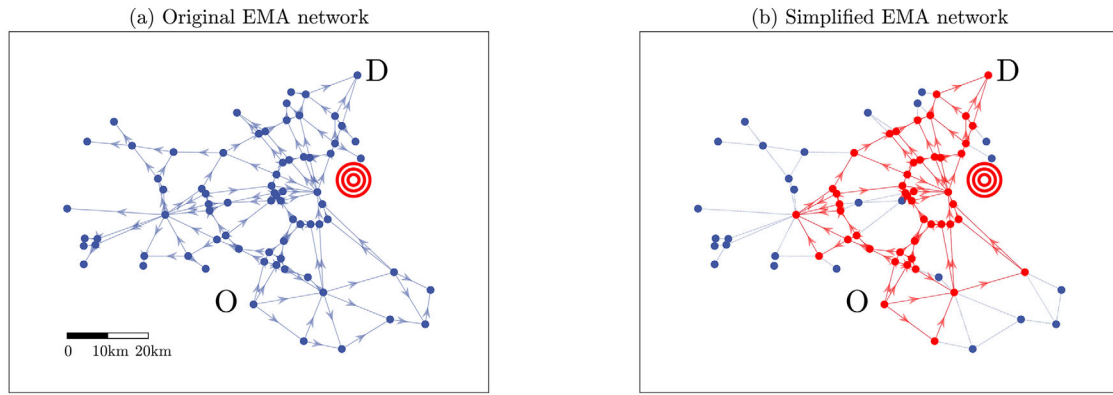 (a) Original EMA network
D
O
0 10km 20km
(b) Simplified EMA network
D
O